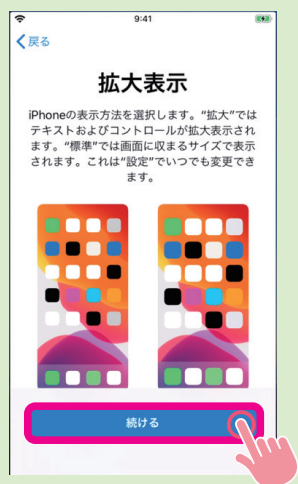 9:41
戻る
拡大表示
iPhoneの表示方法を選択します。“拡大”では
テキストおよびコントロールが拡大表示され
ます。“標準”では画面に収まるサイズで表示
されます。これは“設定”でいつでも変更でき
ます。
続ける